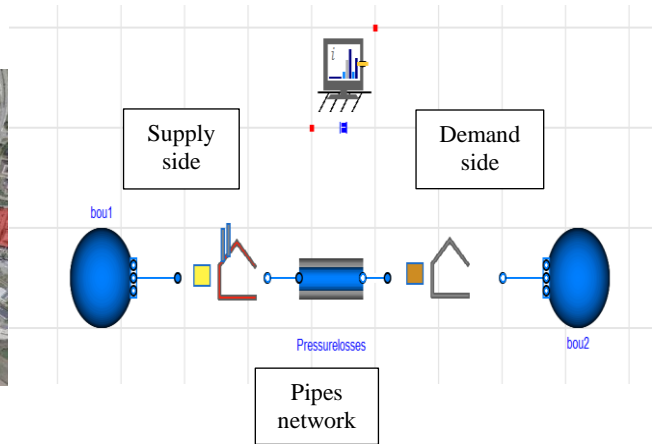 i
Supply
side
Demand
side
bou1
Pressurelosses
bou2
Pipes
network